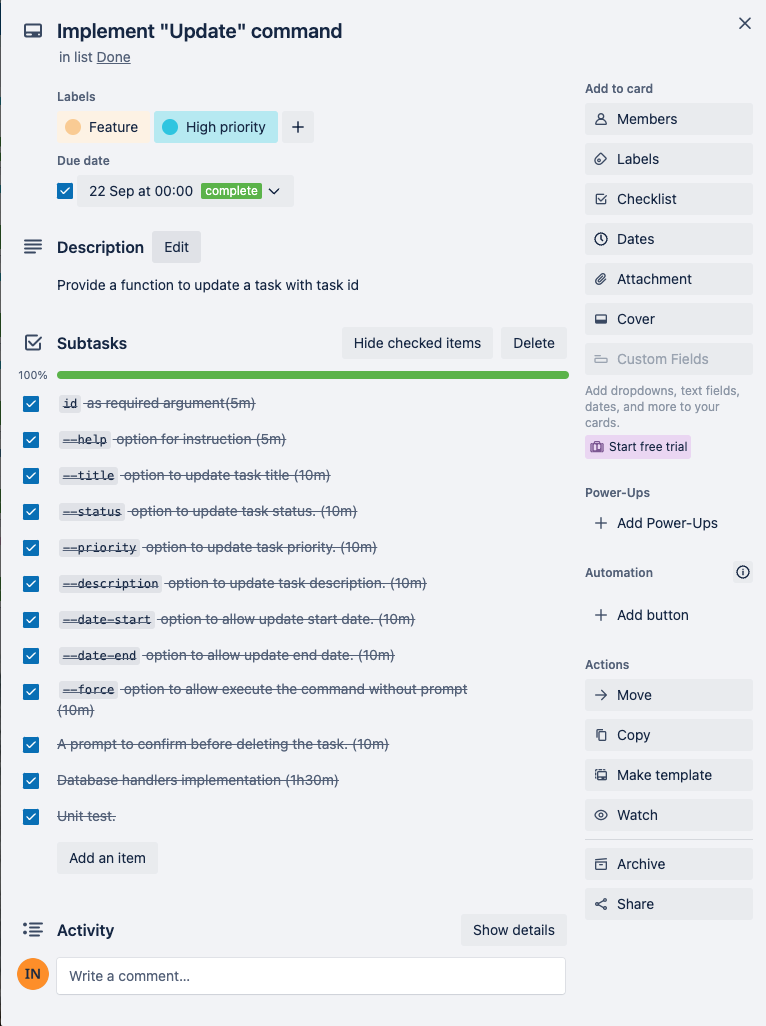 Implement "Update" command
in list Done
Labels
Feature
High priority
Due date
22 Sep at 00:00 complete
Description Edit
Provide a function to update a task with task id
Subtasks Hide checked items Delete
100%
id as required argument(5m)
--help option for instruction (5m)
--title option to update task title (10m)
--status option to update task status. (10m)
--priority option to update task priority. (10m)
--description option to update task description. (10m)
--date-start option to allow update start date. (10m)
--date-end option to allow update end date. (10m)
--force option to allow execute the command without prompt
(10m)
A prompt to confirm before deleting the task. (10m)
Database handlers implementation (1h30m)
Unit test.
Add an item
Activity Show details
IN Write a comment...
Add to card
Members
Labels
Checklist
Dates
Attachment
Cover
Custom Fields
Add dropdowns, text fields,
dates, and more to your
cards.
Start free trial
Power-Ups
Add Power-Ups
Automation
Add button
Actions
Move
Copy
Make template
Watch
Archive
Share